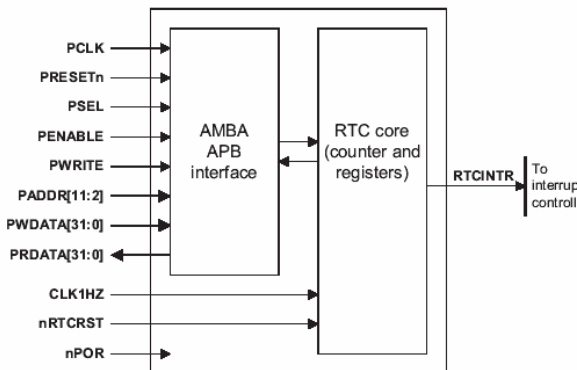 PCLK
PRESETn
PSEL
PENABLE
PWRITE
PADDR[11:2]
PWDATA[31:0]
PRDATA[31:0]
CLK1HZ
nRTCRST
nPOR
AMBA
APB
interface
RTC core
(counter and
registers)
RTCINTR
To
interrup
controll